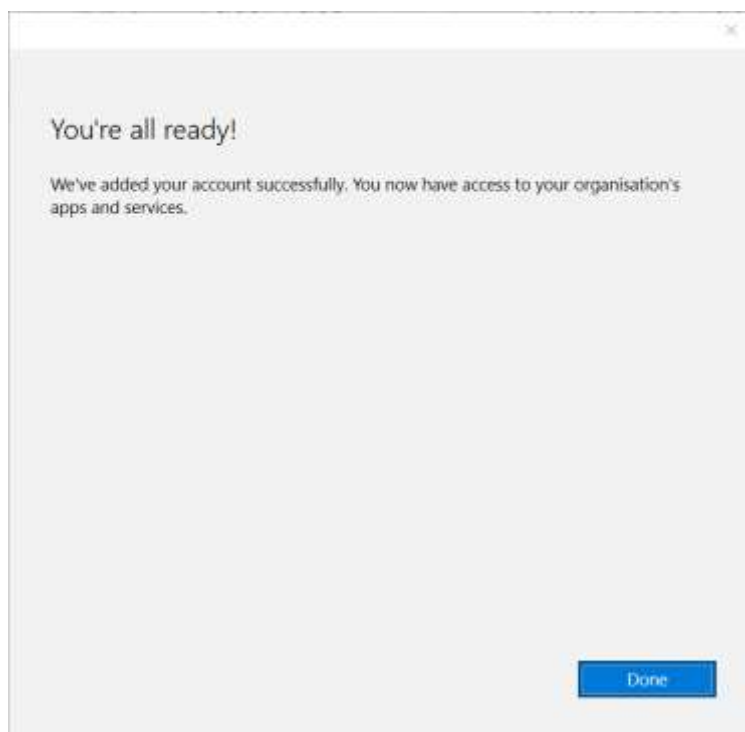 You're all ready!
We've added your account successfully. You now have access to your organisation's
apps and services.
Done